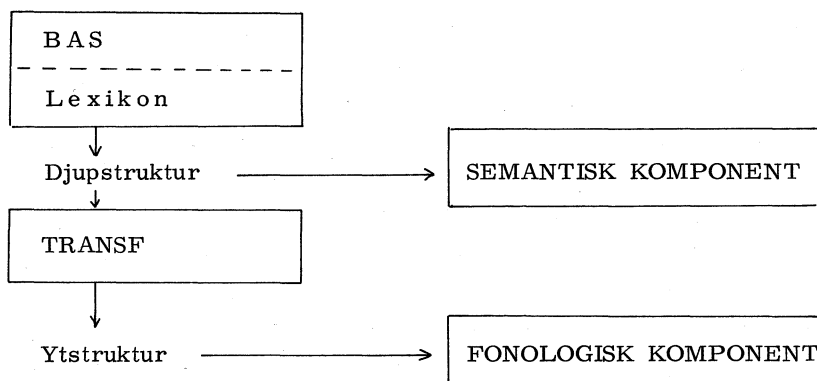 BAS
Lexikon
Djupstruktur
SEMANTISK KOMPONENT
TRANSF
Ytstruktur
FONOLOGISK KOMPONENT